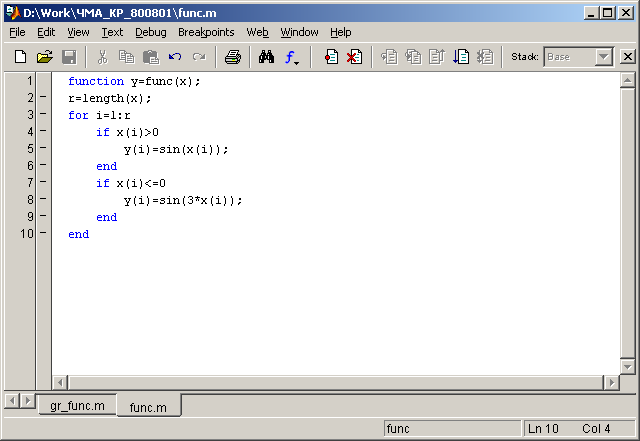 D:\Work\ЧМА_КР_800801\func.m
File Edit View Text Debug Breakpoints Web Window Help
Stack: Base
1 function y=func(x);
2 r=length(x);
3 for i=1:r
4 if x(i)>0
5 y(i)=sin(x(i));
6 end
7 if x(i)<=0
8 y(i)=sin(3*x(i));
9 end
10 end
gr_func.m func.m
func Ln 10 Col 4